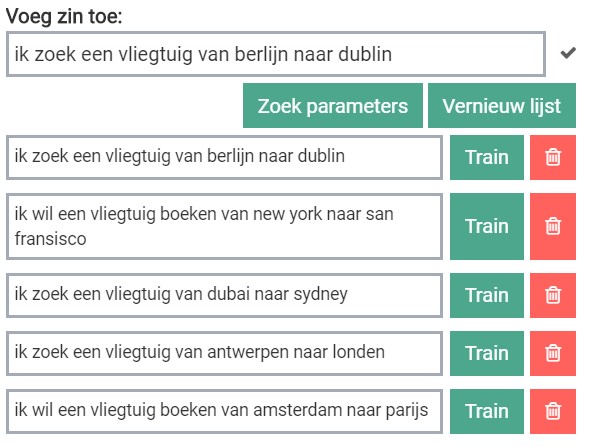 Voeg zin toe:
ik zoek een vliegtuig van berlijn naar dublin
Zoek parameters
Vernieuw lijst
ik zoek een vliegtuig van berlijn naar dublin
Train
ik wil een vliegtuig boeken van new york naar san
fransisco
Train
ik zoek een vliegtuig van dubai naar sydney
Train
ik zoek een vliegtuig van antwerpen naar londen
Train
ik wil een vliegtuig boeken van amsterdam naar parijs
Train